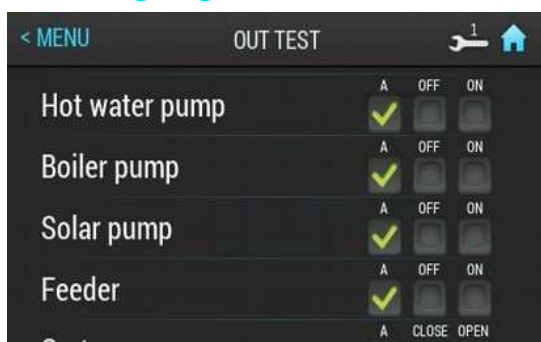 < MENU OUT TEST 1
A OFF ON
Hot water pump
A OFF ON
Boiler pump
A OFF ON
Solar pump
A OFF ON
Feeder
A CLOSE OPEN